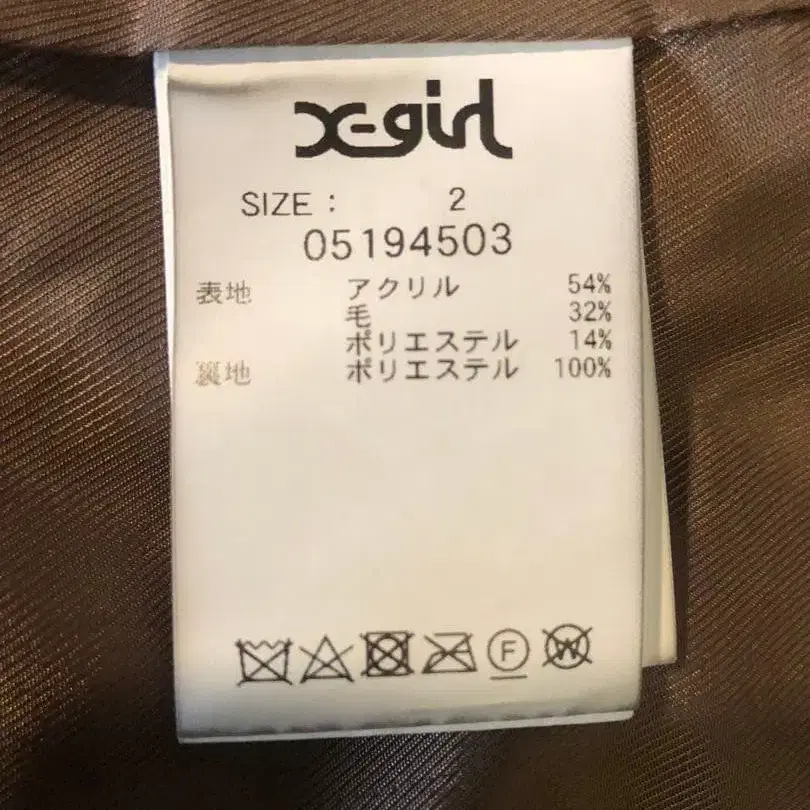 X-girl
SIZE : 2
05194503
表地 アクリル 54%
毛 32%
ポリエステル 14%
裏地 ポリエステル 100%
F W